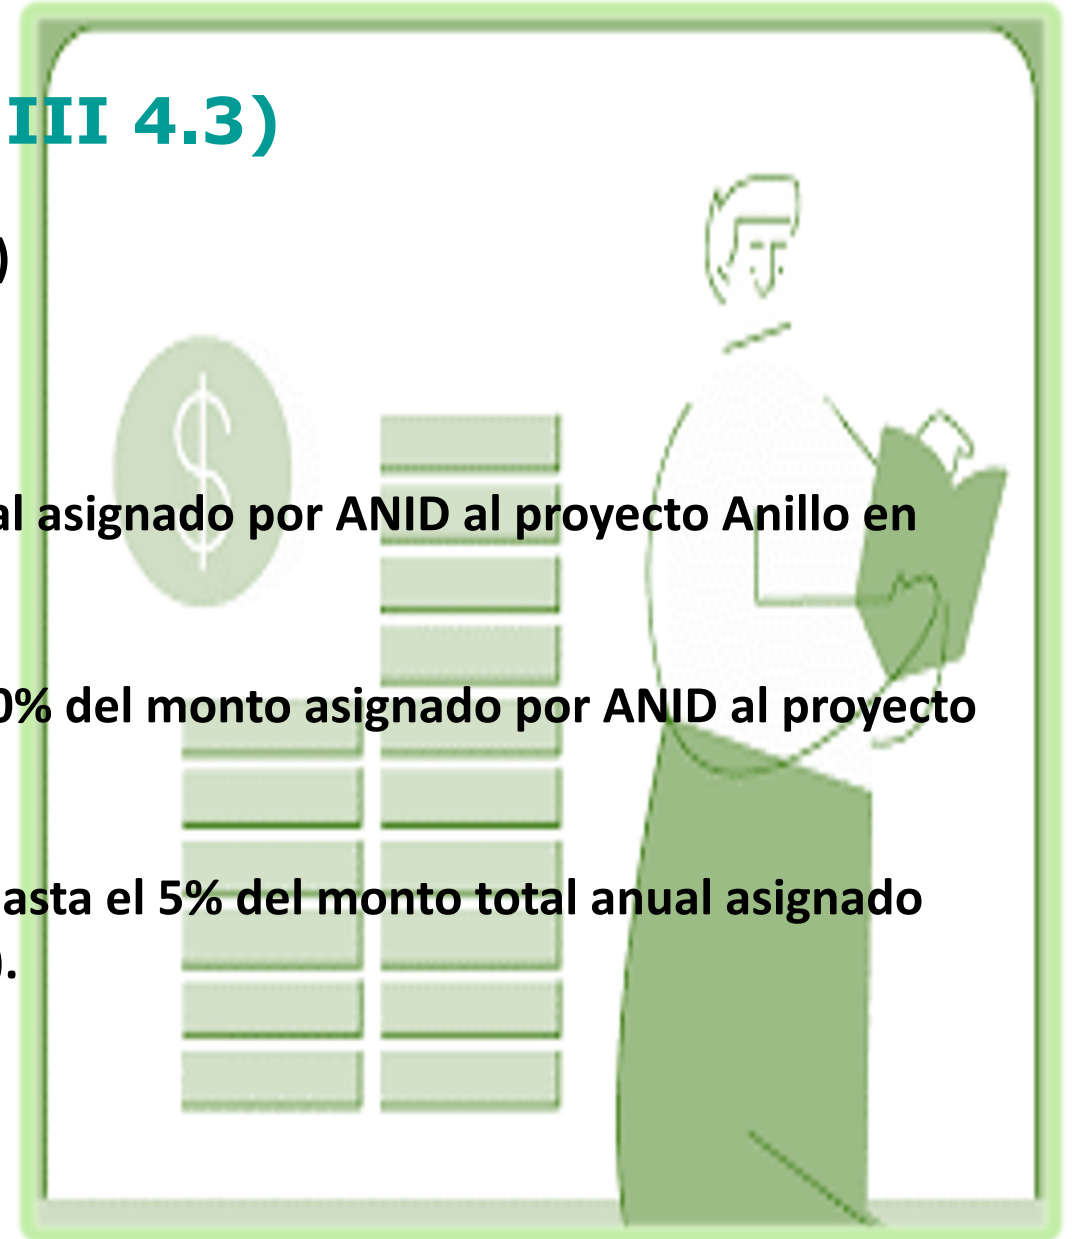 III 4.3)
)
al asignado por ANID al proyecto Anillo en
0% del monto asignado por ANID al proyecto
asta el 5% del monto total anual asignado
).
$